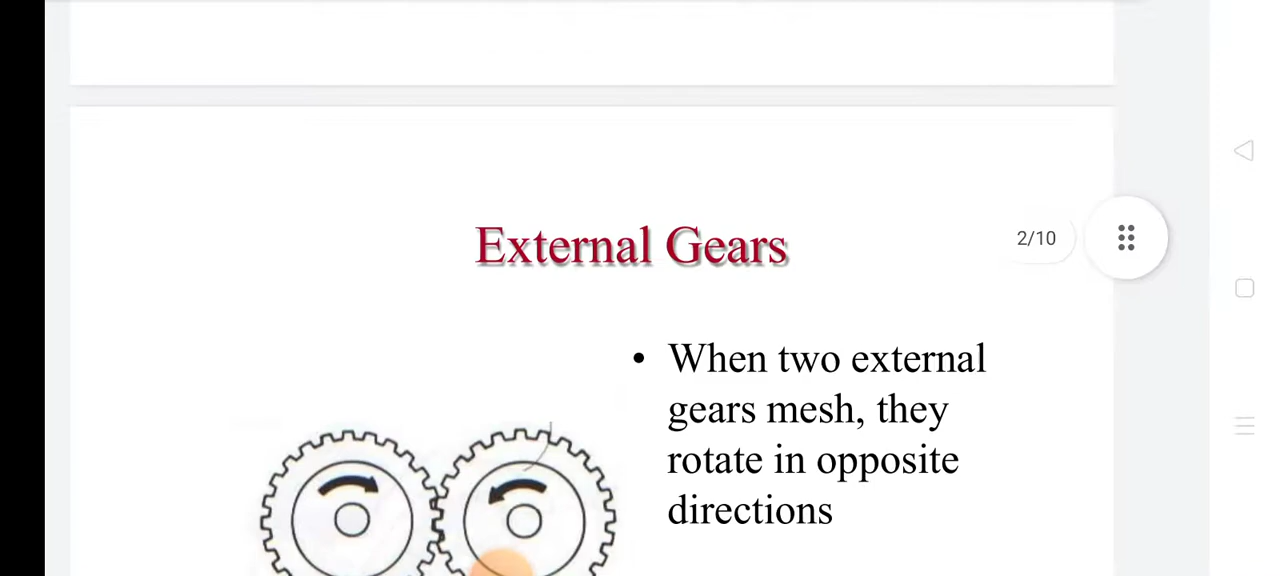 External Gears
2/10
• When two external
gears mesh, they
rotate in opposite
directions